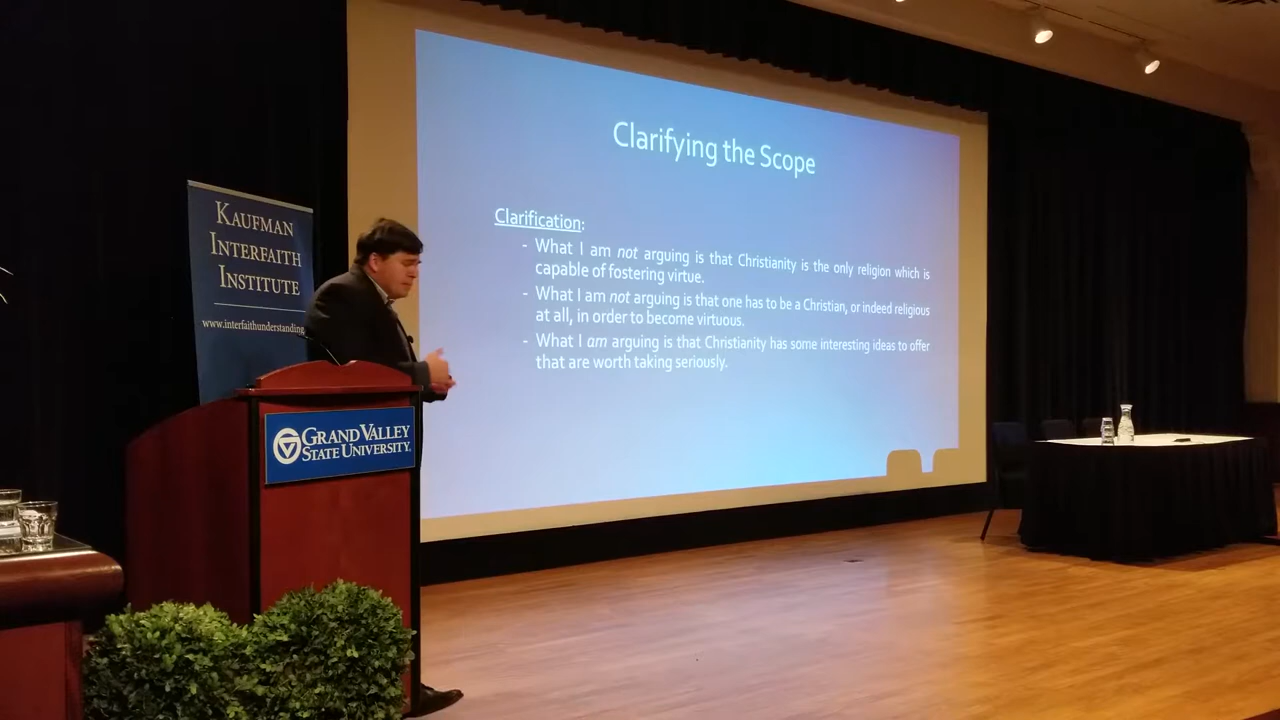 Clarifying the Scope
Clarification:
- What I am not arguing is that Christianity is the only religion which is
capable of fostering virtue.
- What I am not arguing is that one has to be a Christian, or indeed religious
at all, in order to become virtuous.
- What I am arguing is that Christianity has some interesting ideas to offer
that are worth taking seriously.
KAUFMAN
INTERFAITH
INSTITUTE
www.interfaithunderstanding.
GRAND VALLEY
STATE UNIVERSITY.